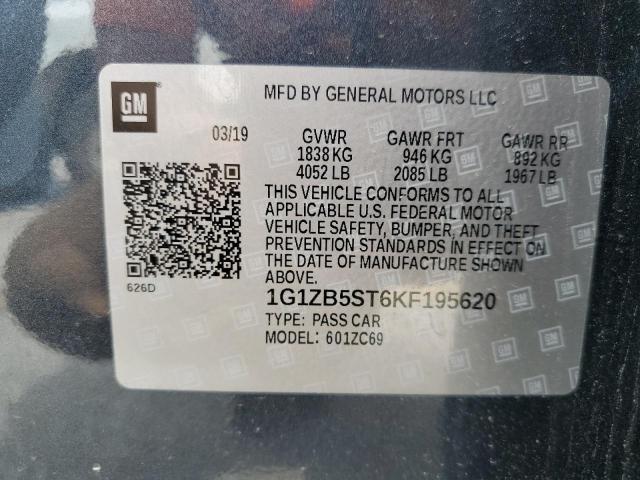 GM
MFD BY GENERAL MOTORS LLC
03/19 GVWR GAWR FRT GAWR RR
1838 KG 946 KG 892 KG
4052 LB 2085 LB 1967 LB
THIS VEHICLE CONFORMS TO ALL
APPLICABLE U.S. FEDERAL MOTOR
VEHICLE SAFETY, BUMPER, AND THEFT
PREVENTION STANDARDS IN EFFECT ON
THE DATE OF MANUFACTURE SHOWN
ABOVE.
626D
1G1ZB5ST6KF195620
TYPE: PASS CAR
MODEL: 601ZC69